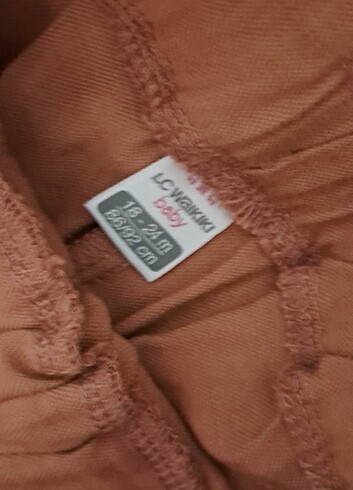 LC WAIKIKI
baby
18 - 24 m
86/92 cm